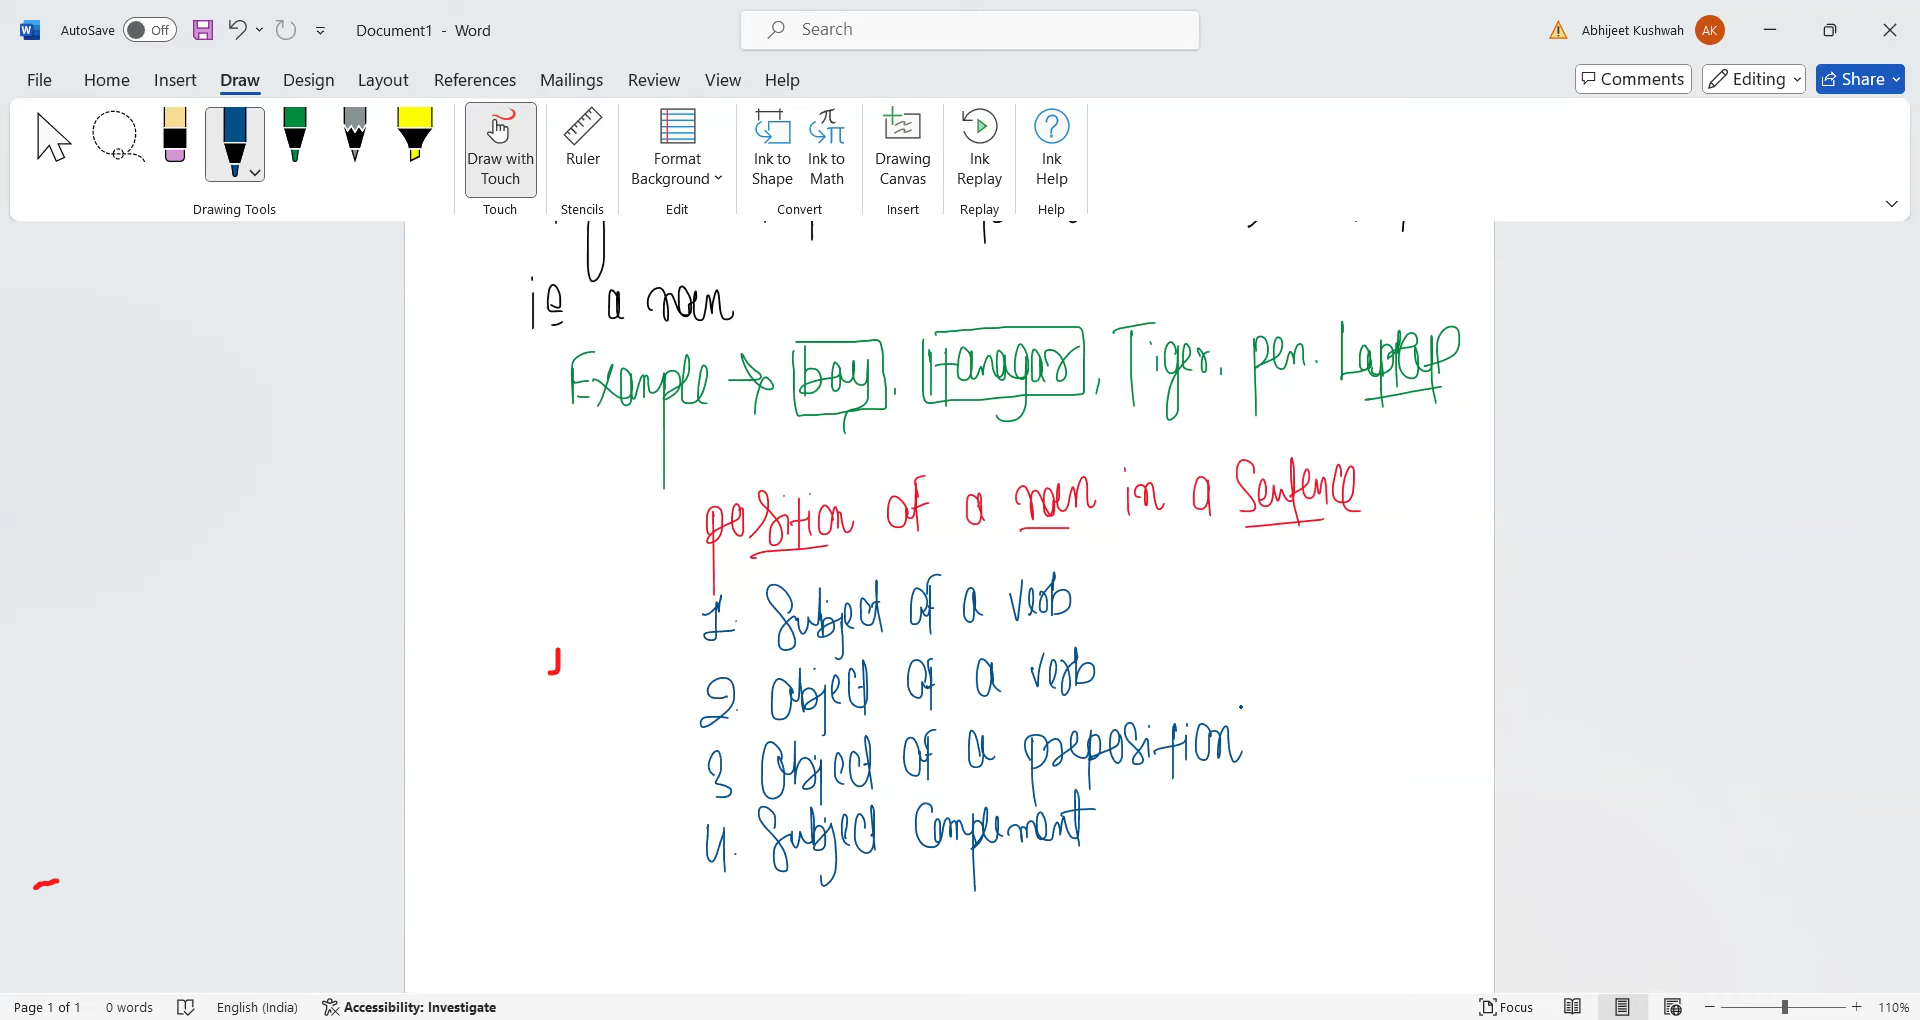 AutoSave Off Document1 - Word Search Abhijeet Kushwah AK
File Home Insert Draw Design Layout References Mailings Review View Help Comments Editing Share
Draw with Touch Ruler Format Background Ink to Shape Ink to Math Drawing Canvas Ink Replay Ink Help
Drawing Tools Touch Stencils Edit Convert Insert Replay Help
is a noun
Example → boy, Hanagar, Tiger, pen. Laptop
position of a noun in a Sentence
1. Subject of a verb
2. Object of a verb
3 Object of a preposition
4. Subject Complement
Page 1 of 1 0 words English (India) Accessibility: Investigate Focus 110%